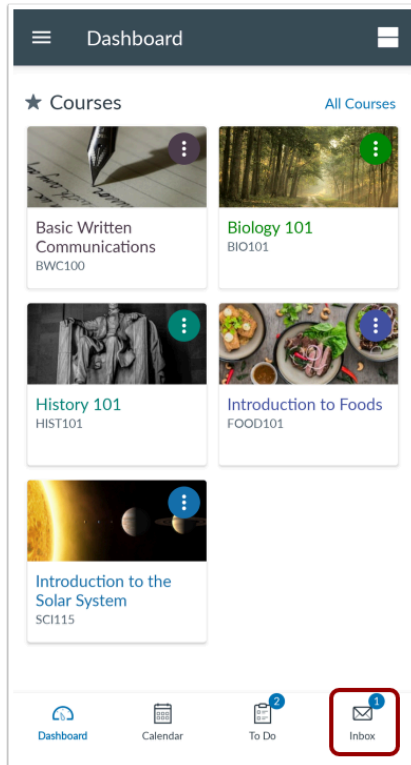 Dashboard
★ Courses
All Courses
Basic Written
Communications
BWC100
Biology 101
BIO101
History 101
HIST101
Introduction to Foods
FOOD101
Introduction to the
Solar System
SCI115
Dashboard
Calendar
2
To Do
1
Inbox